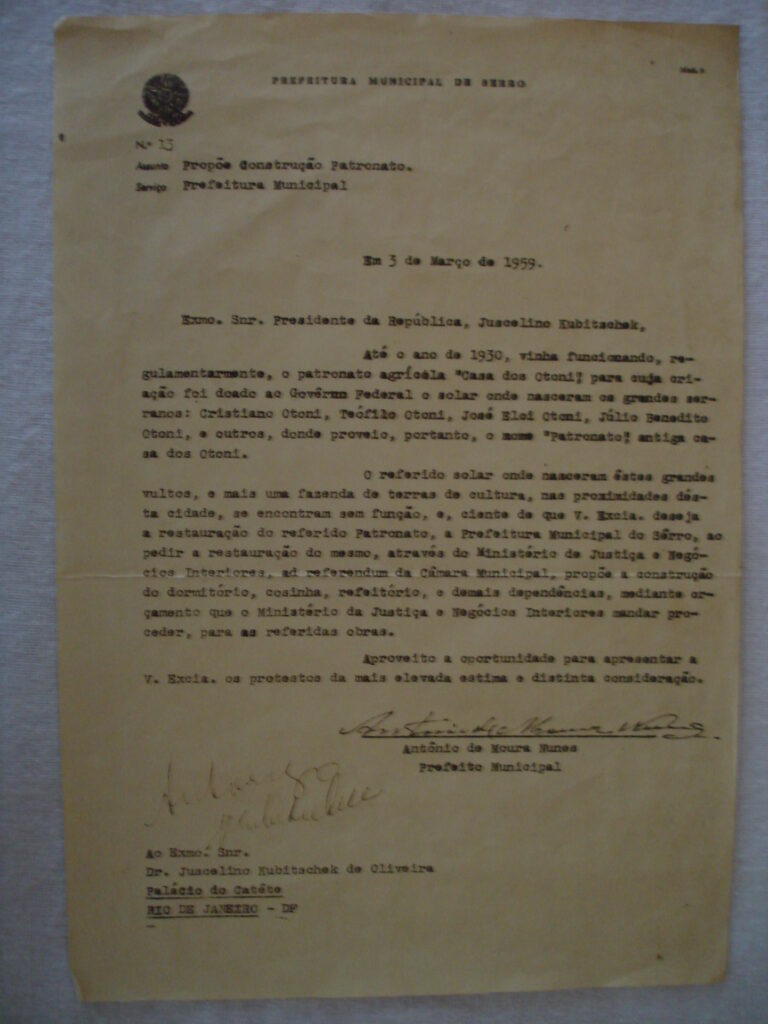 PREFEITURA MUNICIPAL DE SERRO
N.º 13
Assunto Propõe Construção Patronato.
Serviço Prefeitura Municipal
Em 3 de Março de 1959.
Exmo. Snr. Presidente da República, Juscelino Kubitschek,
Até o ano de 1930, vinha funcionando, re-
gulamentarmente, o patronato agrícola "Casa dos Otoni" para cuja cri-
ação foi doado ao Govêrno Federal o solar onde nasceram os grandes ser-
ranos: Cristiano Otoni, Teófilo Otoni, José Eloi Otoni, Júlio Benedito
Otoni, e outros, donde proveio, portanto, o nome "Patronato" antiga ca-
sa dos Otoni.
O referido solar onde nasceram êstes grandes
vultos, e mais uma fazenda de terras de cultura, nas proximidades dês-
ta cidade, se encontram sem função, e, ciente de que V. Excia. deseja
a restauração do referido Patronato, a Prefeitura Municipal do Sêrro, ao
pedir a restauração do mesmo, através do Ministério de Justiça e Negó-
cios Interiores, ad referendum da Câmara Municipal, propõe a construção
do dormitório, cosinha, refeitório, e demais dependências, mediante or-
çamento que o Ministério da Justiça e Negócios Interiores mandar pro-
ceder, para as referidas obras.
Aproveito a oportunidade para apresentar a
V. Excia. os protestos da mais elevada estima e distinta consideração.
Antônio de Moura Nunes
Antônio de Moura Nunes
Prefeito Municipal
Ao Exmo. Snr.
Dr. Juscelino Kubitschek de Oliveira
Palácio do Catéte
RIO DE JANEIRO - DF